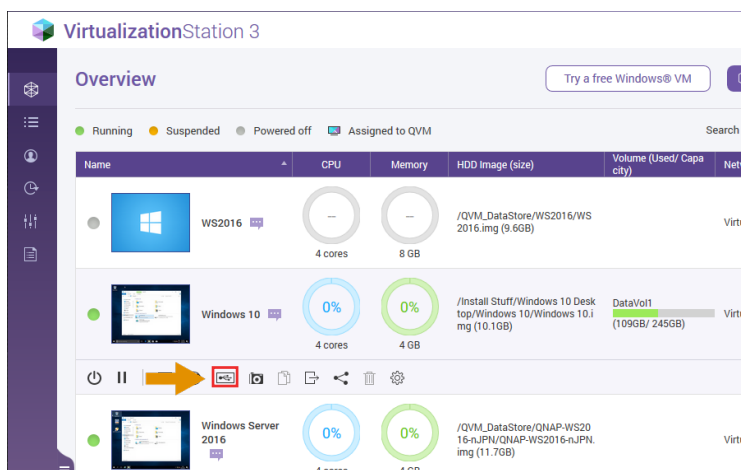 VirtualizationStation 3
Overview
Try a free Windows® VM
Running Suspended Powered off Assigned to QVM
Search
Name CPU Memory HDD Image (size) Volume (Used/ Capa
city)
WS2016
--
--
4 cores
8 GB
/QVM_DataStore/WS2016/WS
2016.img (9.6GB)
Windows 10
0%
0%
4 cores
4 GB
/Install Stuff/Windows 10 Desk
top/Windows 10/Windows 10.i
mg (10.1GB)
DataVol1
(109GB/ 245GB)
Windows Server
2016
0%
0%
4 cores
4 GB
/QVM_DataStore/QNAP-WS20
16-nJPN/QNAP-WS2016-nJPN.
img (11.7GB)